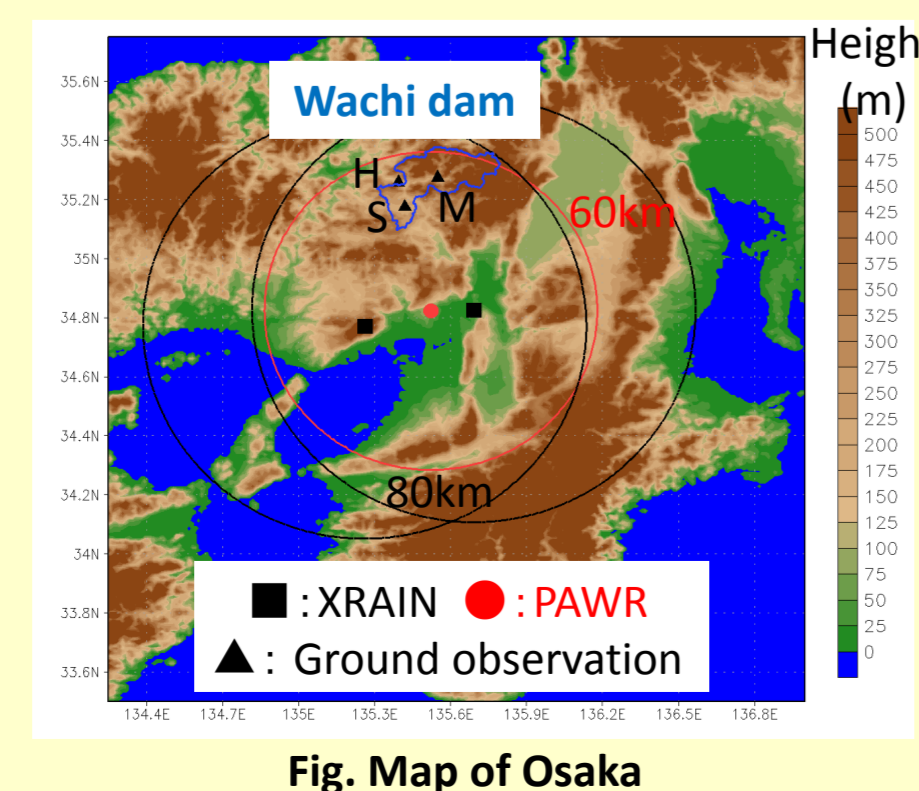 Heigh
(m)
Wachi dam
H
S
M
60km
80km
35.6N
35.4N
35.2N
35N
34.8N
34.6N
34.4N
34.2N
34N
33.8N
33.6N
134.4E 134.7E 135E 135.3E 135.6E 135.9E 136.2E 136.5E 136.8E
500
475
450
425
400
375
350
325
300
275
250
225
200
175
150
125
100
75
50
25
0
: XRAIN : PAWR
: Ground observation
Fig. Map of Osaka